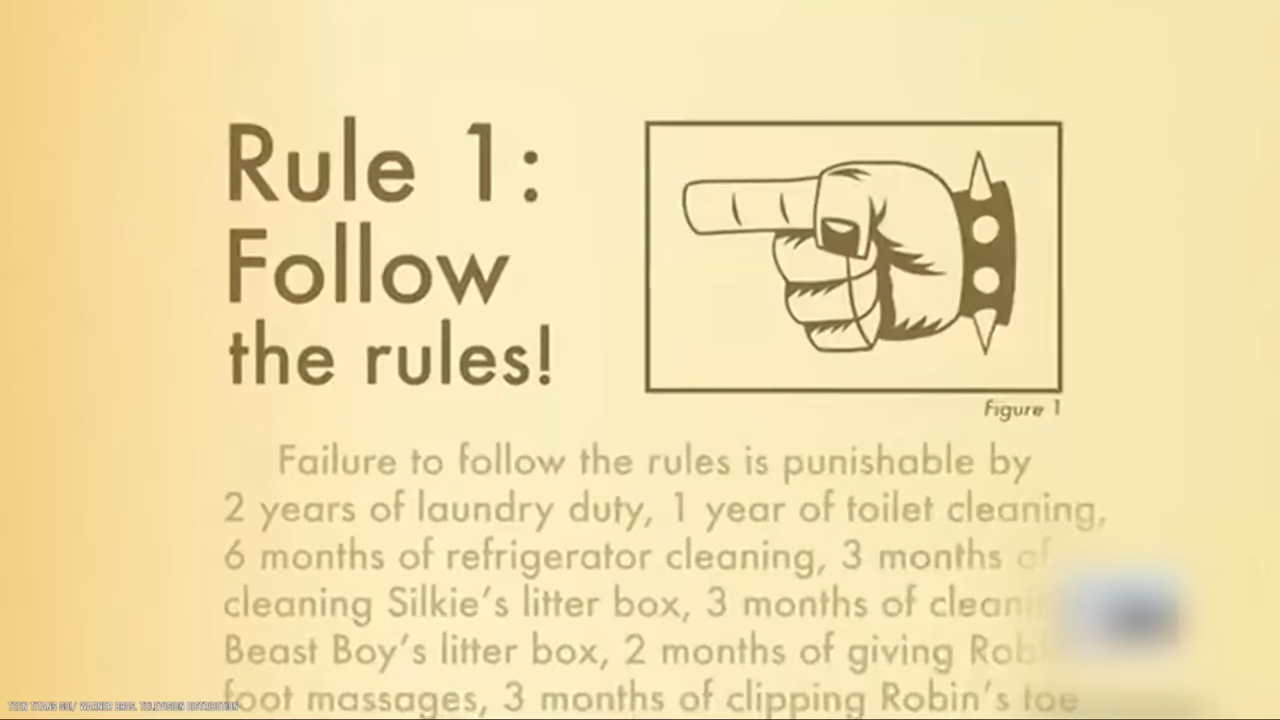 Rule 1:
Follow
the rules!
Figure 1
Failure to follow the rules is punishable by
2 years of laundry duty, 1 year of toilet cleaning,
6 months of refrigerator cleaning, 3 months of
cleaning Silkie's litter box, 3 months of
Beast Boy's litter box, 2 months of giving
foot massages, 3 months of clipping Robin's toe
TEEN TITANS GO!/ WARNER BROS. TELEVISION DISTRIBUTION